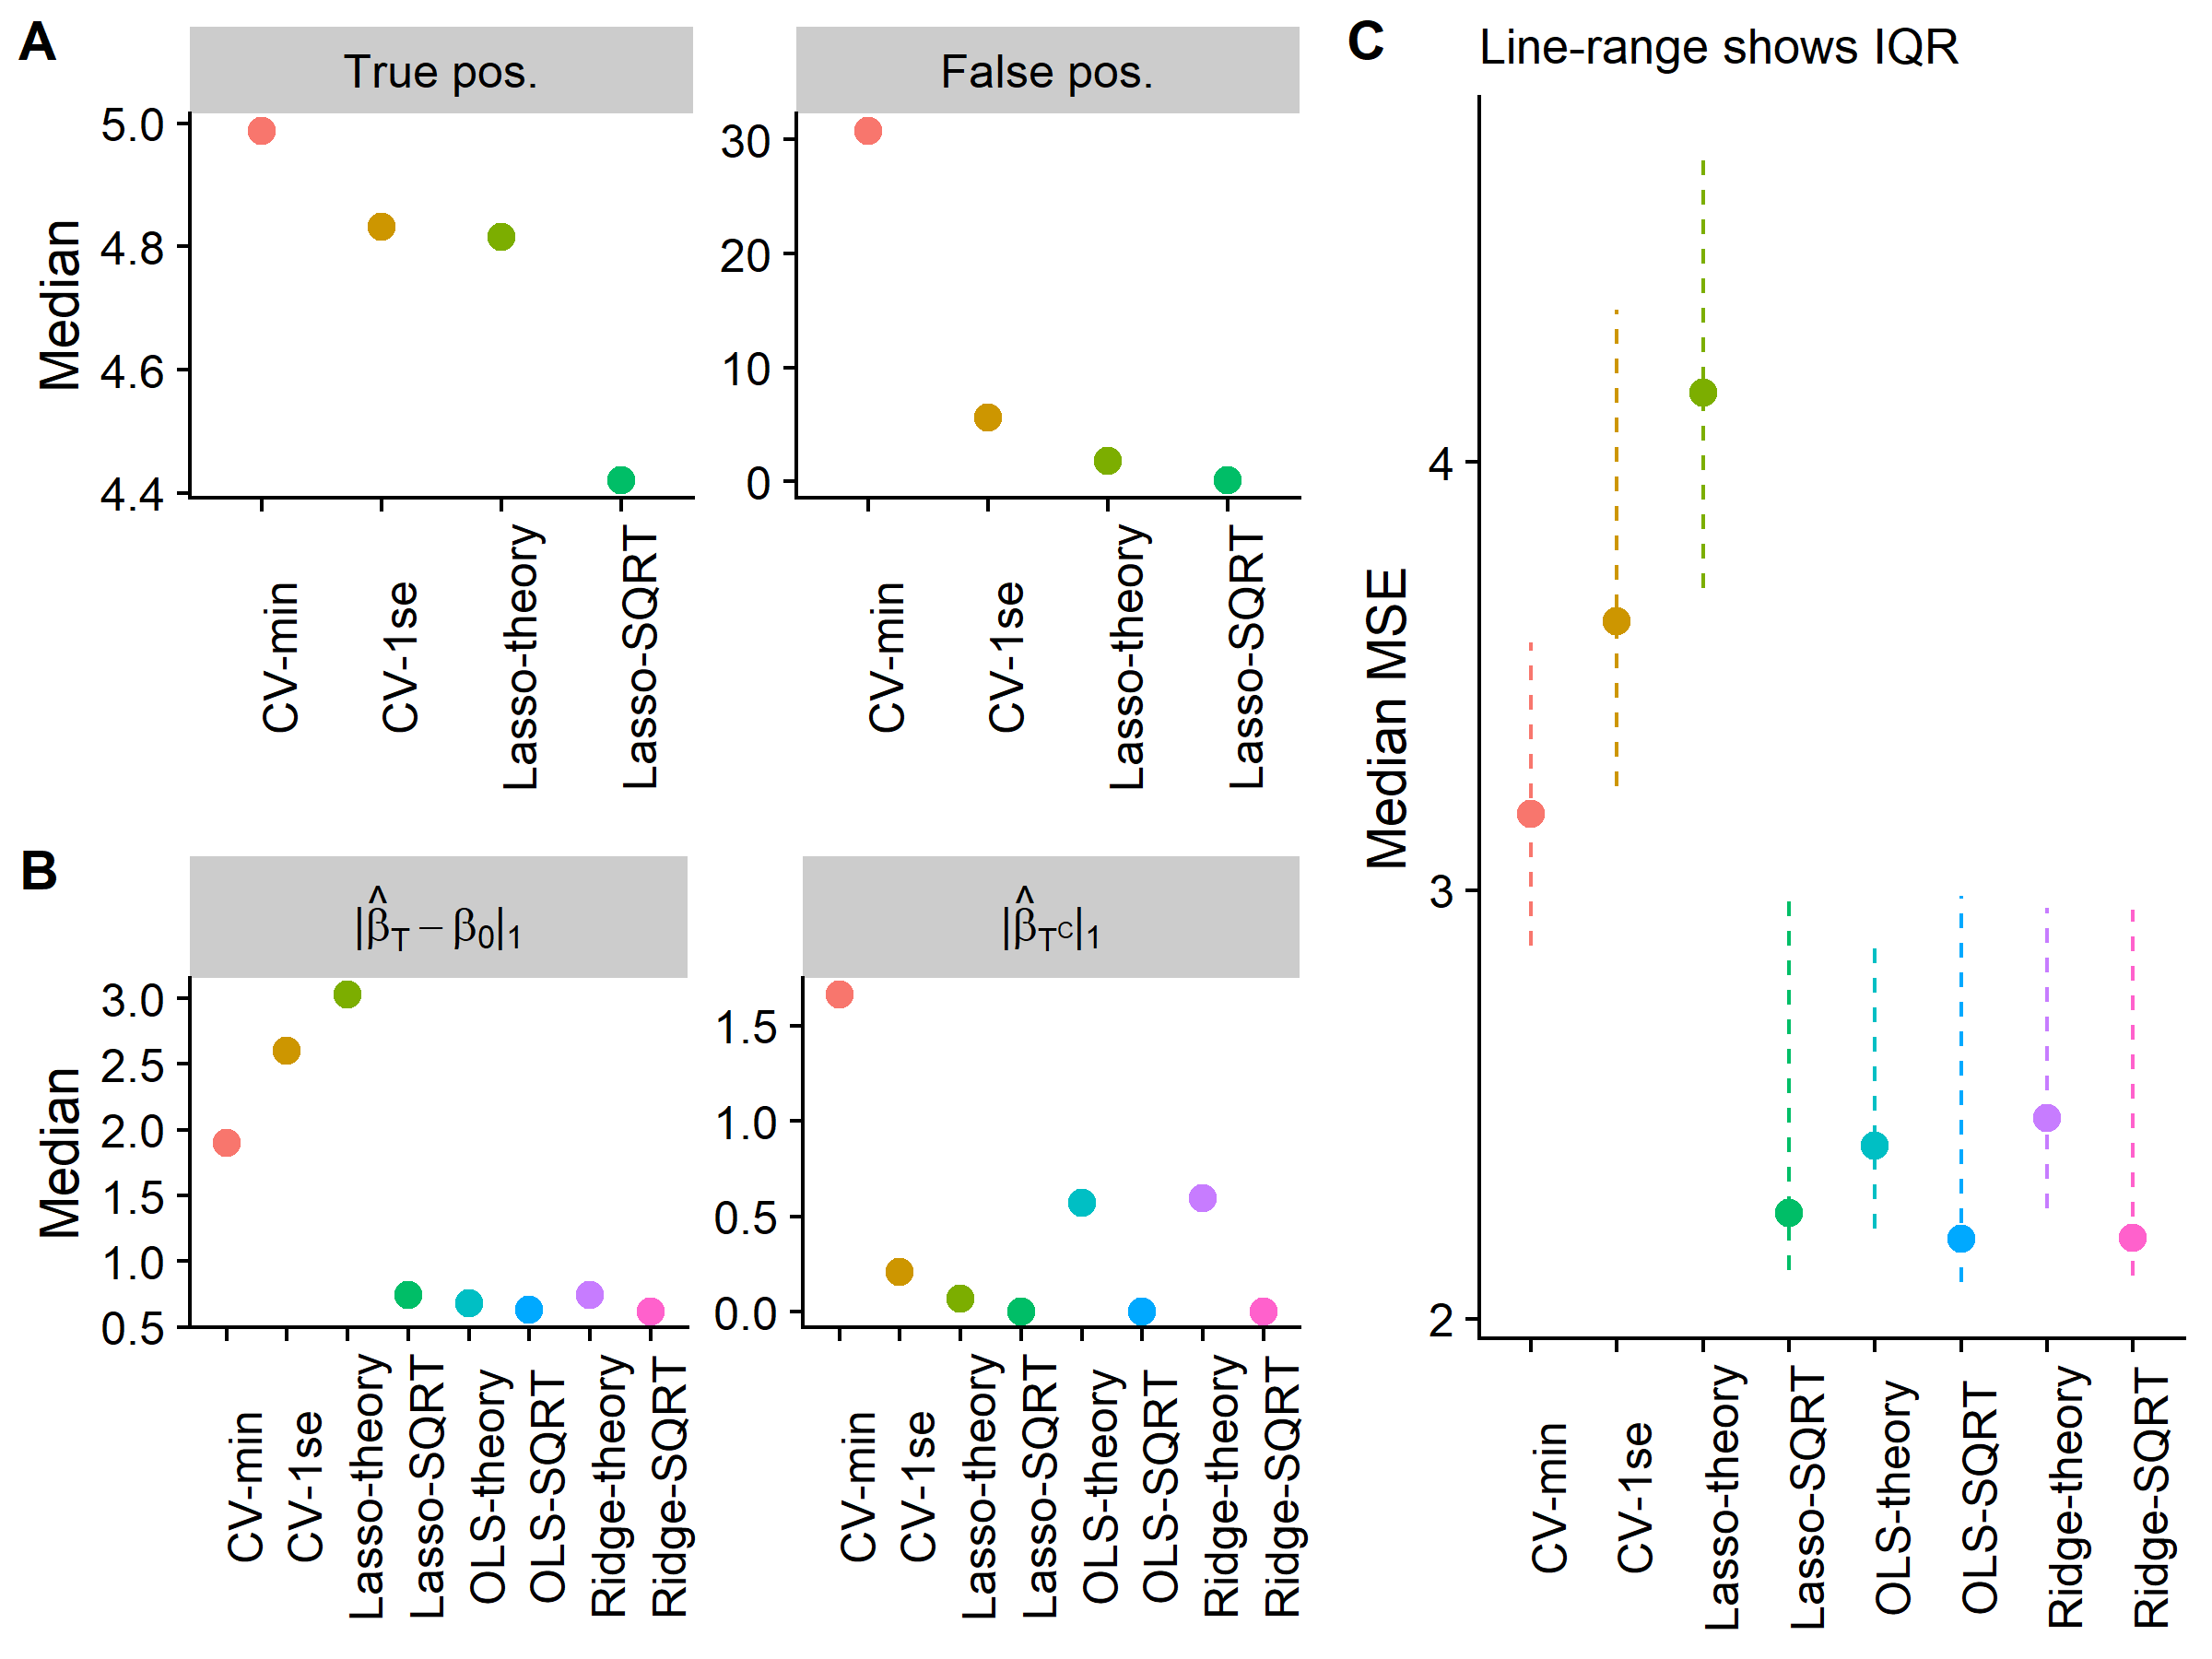 A
True pos.
False pos.
Median
5.0
4.8
4.6
4.4
30
20
10
0
CV-min
CV-1se
Lasso-theory
Lasso-SQRT
CV-min
CV-1se
Lasso-theory
Lasso-SQRT
B
|β̂_T − β_0|_1
|β̂_{T^C}|_1
Median
3.0
2.5
2.0
1.5
1.0
0.5
1.5
1.0
0.5
0.0
CV-min
CV-1se
Lasso-theory
Lasso-SQRT
OLS-theory
OLS-SQRT
Ridge-theory
Ridge-SQRT
CV-min
CV-1se
Lasso-theory
Lasso-SQRT
OLS-theory
OLS-SQRT
Ridge-theory
Ridge-SQRT
C
Line-range shows IQR
Median MSE
4
3
2
CV-min
CV-1se
Lasso-theory
Lasso-SQRT
OLS-theory
OLS-SQRT
Ridge-theory
Ridge-SQRT